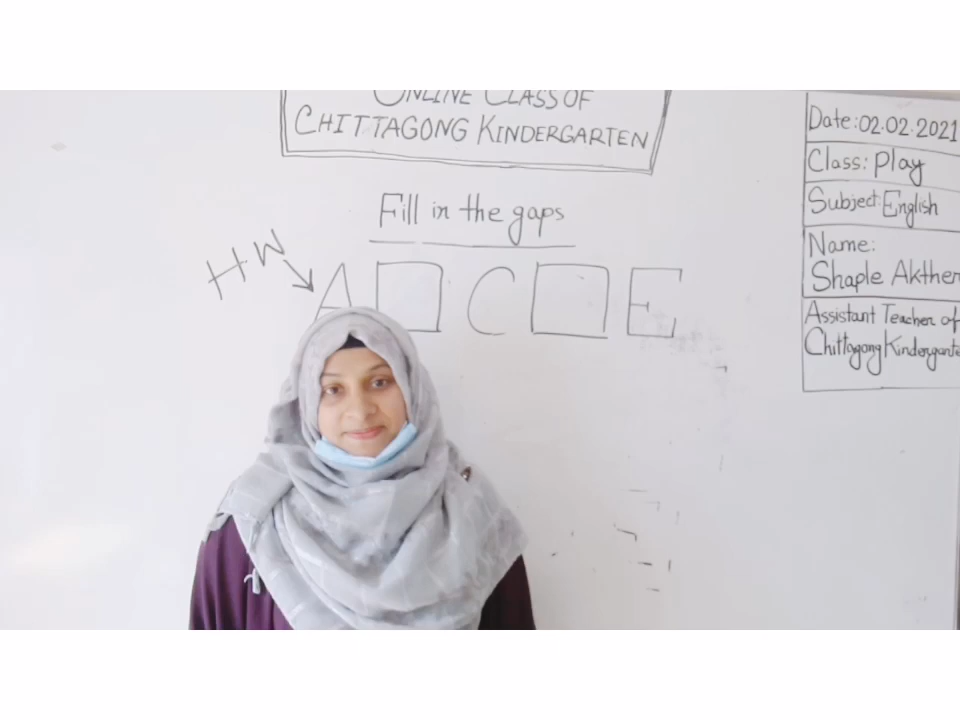 ONLINE CLASS OF
CHITTAGONG KINDERGARTEN
Fill in the gaps
HW
A C E
Date: 02.02.2021
Class: Play
Subject: English
Name:
Shaple Akther
Assistant Teacher of
Chittagong Kindergarte